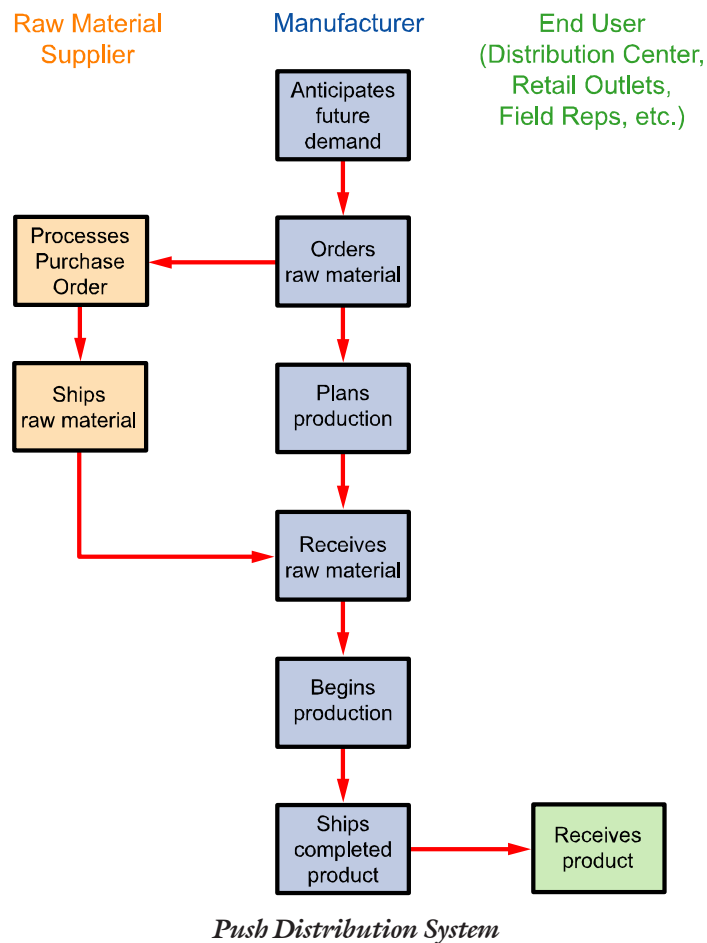 Raw Material
Supplier
Manufacturer
End User
(Distribution Center,
Retail Outlets,
Field Reps, etc.)
Anticipates
future
demand
Processes
Purchase
Order
Orders
raw material
Ships
raw material
Plans
production
Receives
raw material
Begins
production
Ships
completed
product
Receives
product
Push Distribution System